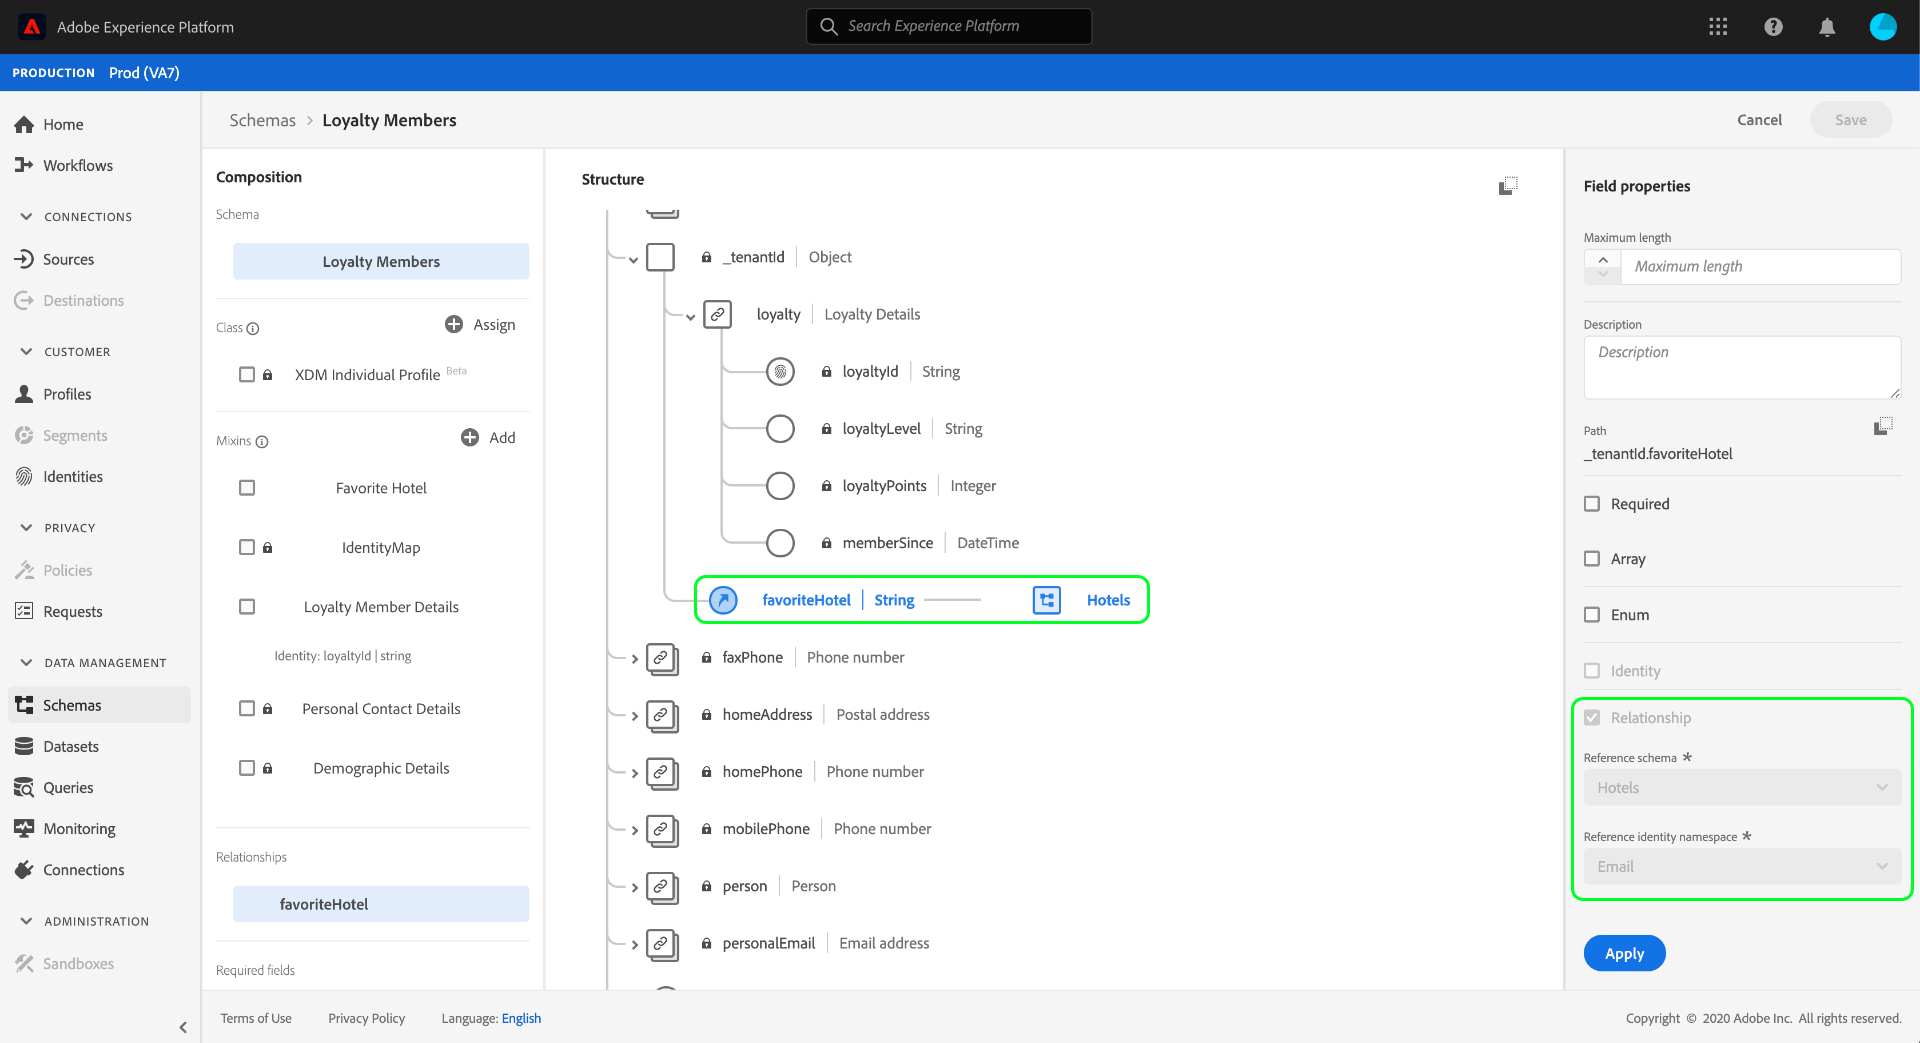 Adobe Experience Platform
Search Experience Platform
PRODUCTION Prod (VA7)
Home
Workflows
CONNECTIONS
Sources
Destinations
CUSTOMER
Profiles
Segments
Identities
PRIVACY
Policies
Requests
DATA MANAGEMENT
Schemas
Datasets
Queries
Monitoring
Connections
ADMINISTRATION
Sandboxes
Schemas > Loyalty Members
Cancel
Save
Composition
Schema
Loyalty Members
Class
Assign
XDM Individual Profile Beta
Mixins
Add
Favorite Hotel
IdentityMap
Loyalty Member Details
Identity: loyaltyId | string
Personal Contact Details
Demographic Details
Relationships
favoriteHotel
Required fields
Structure
_tenantId | Object
loyalty | Loyalty Details
loyaltyId | String
loyaltyLevel | String
loyaltyPoints | Integer
memberSince | DateTime
favoriteHotel | String Hotels
faxPhone | Phone number
homeAddress | Postal address
homePhone | Phone number
mobilePhone | Phone number
person | Person
personalEmail | Email address
Field properties
Maximum length
Maximum length
Description
Description
Path
_tenantId.favoriteHotel
Required
Array
Enum
Identity
Relationship
Reference schema *
Hotels
Reference identity namespace *
Email
Apply
Terms of Use
Privacy Policy
Language: English
Copyright © 2020 Adobe Inc. All rights reserved.